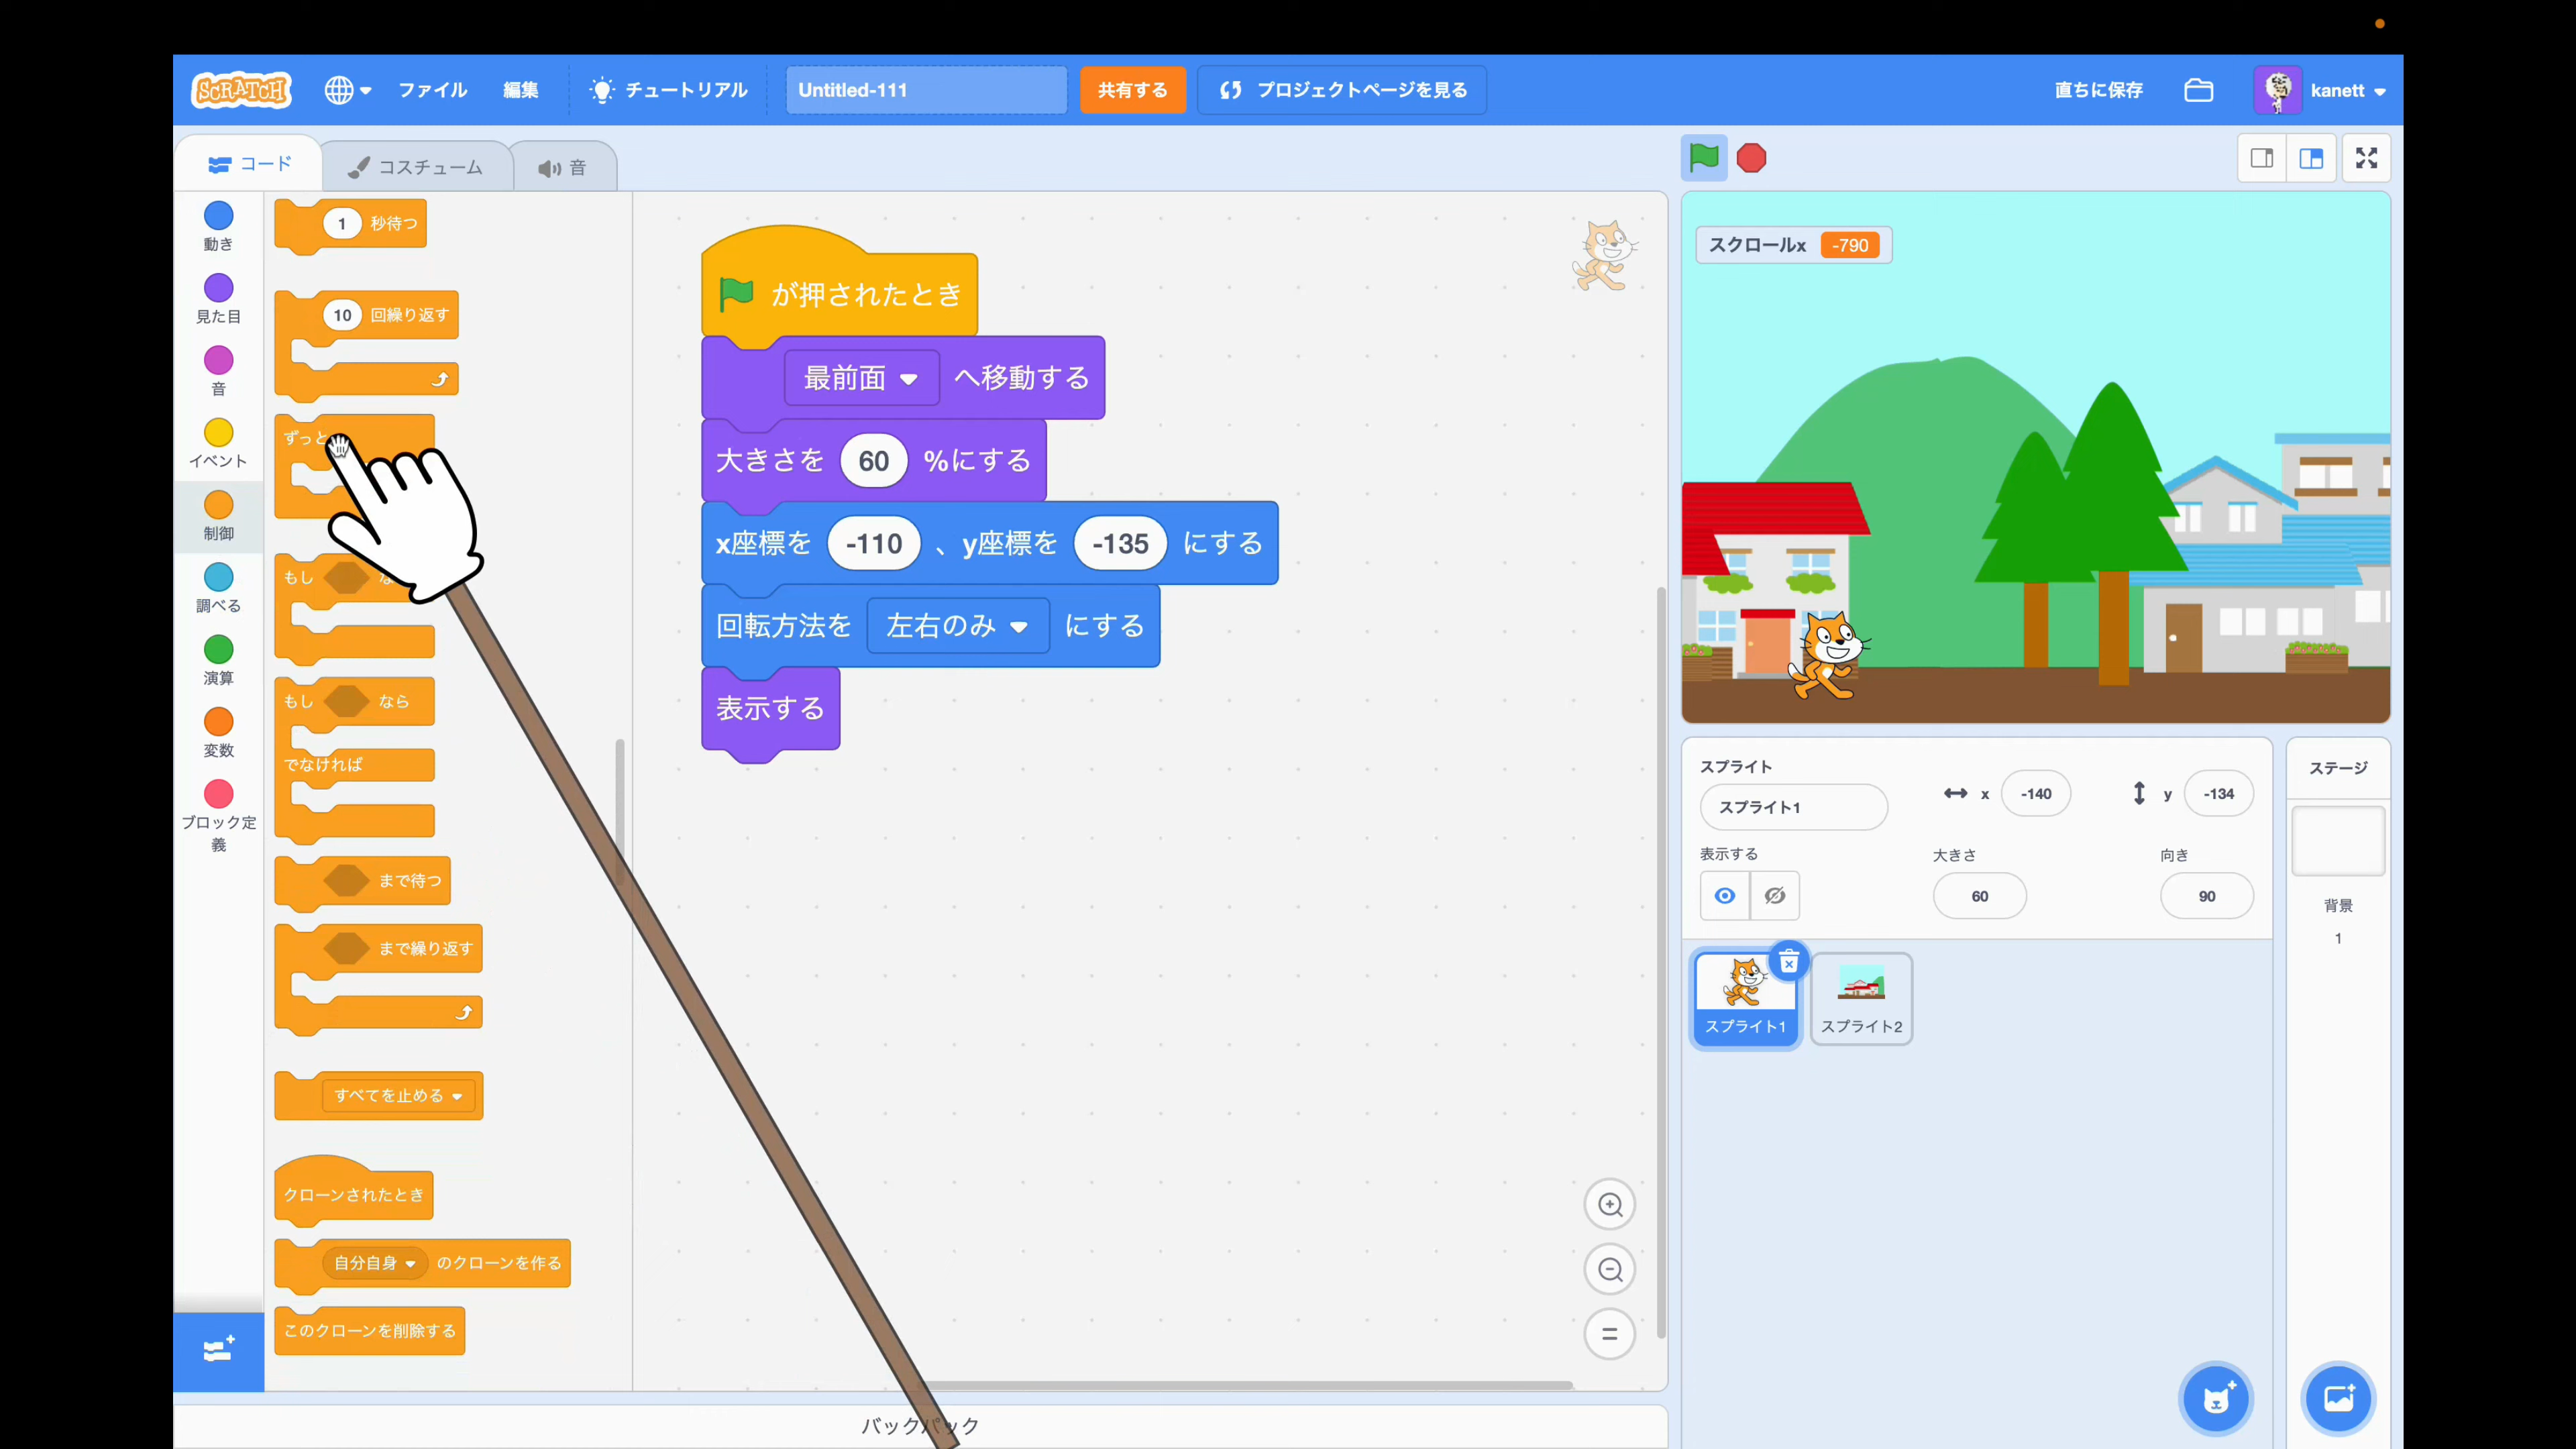 SCRATCH
ファイル
編集
チュートリアル
Untitled-111
共有する
プロジェクトページを見る
直ちに保存
kanett
コード
コスチューム
音
動き
見た目
音
イベント
制御
調べる
演算
変数
ブロック定
義
1 秒待つ
10 回繰り返す
ずっと
もし な
もし なら
でなければ
まで待つ
まで繰り返す
すべてを止める
クローンされたとき
自分自身 のクローンを作る
このクローンを削除する
が押されたとき
最前面 へ移動する
大きさを 60 %にする
x座標を -110 、y座標を -135 にする
回転方法を 左右のみ にする
表示する
バックパック
スクロールx -790
スプライト
スプライト1
x -140
y -134
表示する
大きさ
60
向き
90
スプライト1
スプライト2
ステージ
背景
1